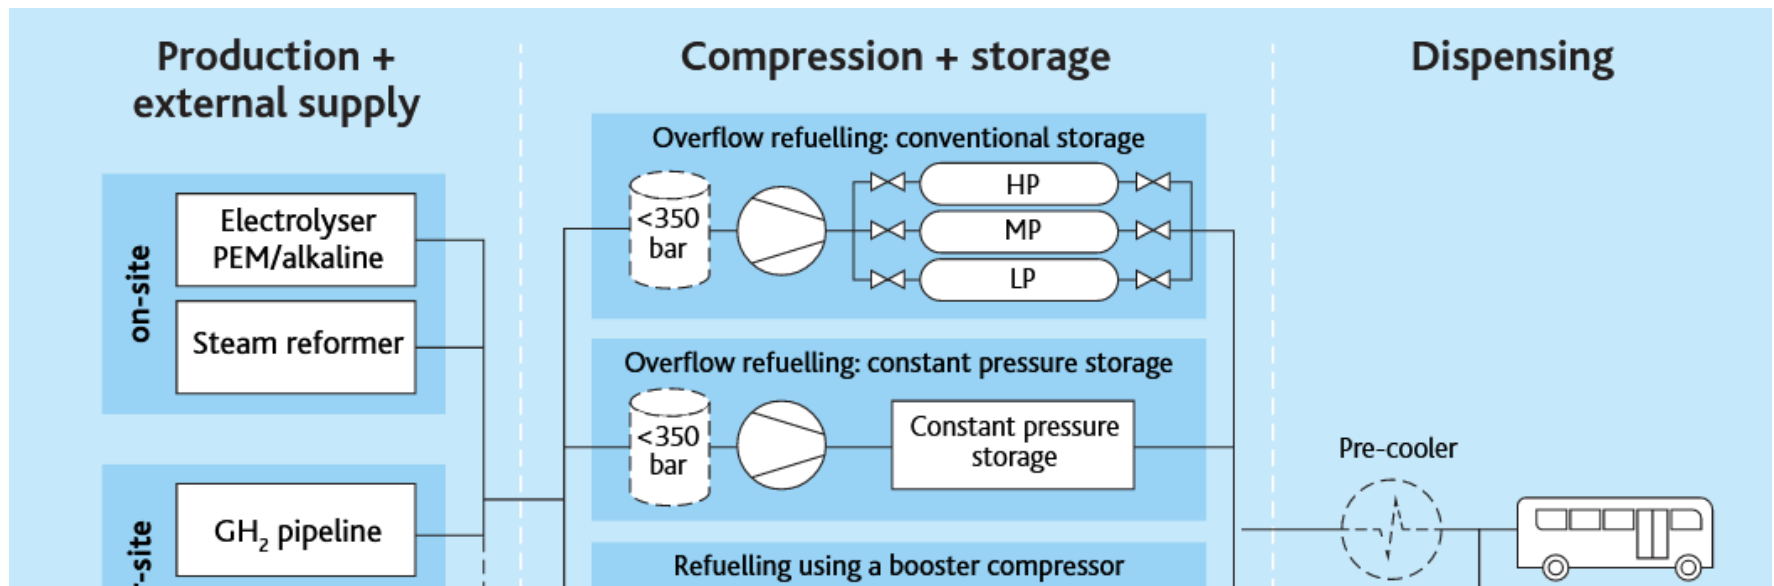 Production +
external supply
Compression + storage
Dispensing
on-site
Electrolyser
PEM/alkaline
Steam reformer
GH₂ pipeline
Overflow refuelling: conventional storage
<350
bar
HP
MP
LP
Overflow refuelling: constant pressure storage
<350
bar
Constant pressure
storage
Refuelling using a booster compressor
Pre-cooler